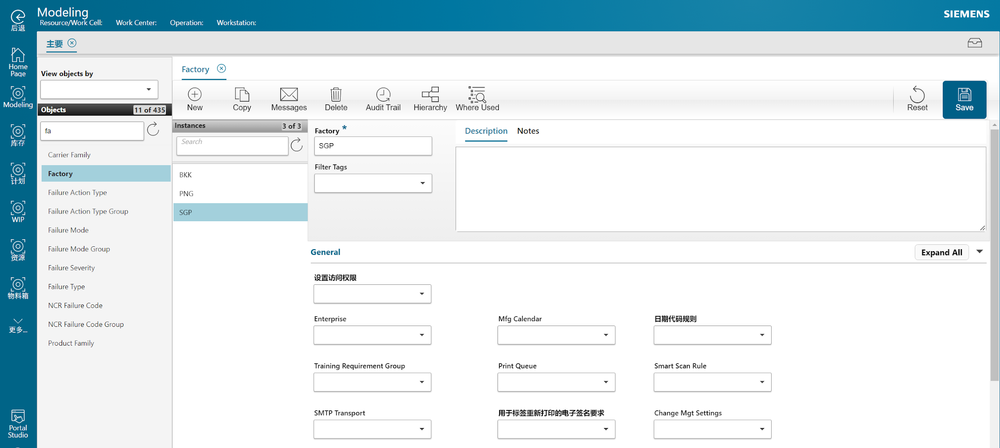 Modeling
Resource/Work Cell: Work Center: Operation: Workstation:
SIEMENS
后退
Home
Page
Modeling
库存
计划
WIP
资源
物料箱
更多...
Portal
Studio
主要
View objects by
Objects 11 of 435
fa
Carrier Family
Factory
Failure Action Type
Failure Action Type Group
Failure Mode
Failure Mode Group
Failure Severity
Failure Type
NCR Failure Code
NCR Failure Code Group
Product Family
Factory
New Copy Messages Delete Audit Trail Hierarchy Where Used Reset Save
Instances 3 of 3
Search
BKK
PNG
SGP
Factory *
SGP
Filter Tags
Description Notes
General Expand All
设置访问权限
Enterprise Mfg Calendar 日期代码规则
Training Requirement Group Print Queue Smart Scan Rule
SMTP Transport 用于标签重新打印的电子签名要求 Change Mgt Settings